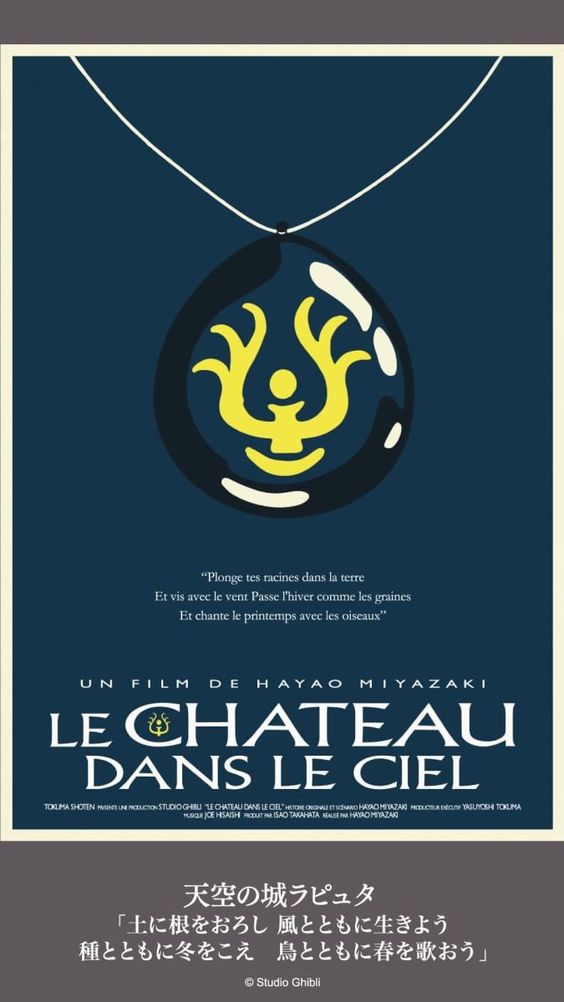 “Plonge tes racines dans la terre
Et vis avec le vent Passe l'hiver comme les graines
Et chante le printemps avec les oiseaux”
UN FILM DE HAYAO MIYAZAKI
LE CHATEAU
DANS LE CIEL
TOKUMA SHOTEN PRESENTE UNE PRODUCTION STUDIO GHIBLI "LE CHATEAU DANS LE CIEL" HISTOIRE ORIGINALE ET SCÉNARIO HAYAO MIYAZAKI PRODUCTEUR EXÉCUTIF YASUYOSHI TOKUMA
MUSIQUE JOE HISAISHI PRODUIT PAR ISAO TAKAHATA RÉALISÉ PAR HAYAO MIYAZAKI
天空の城ラピュタ
「土に根をおろし 風とともに生きよう
種とともに冬をこえ　鳥とともに春を歌おう」
© Studio Ghibli